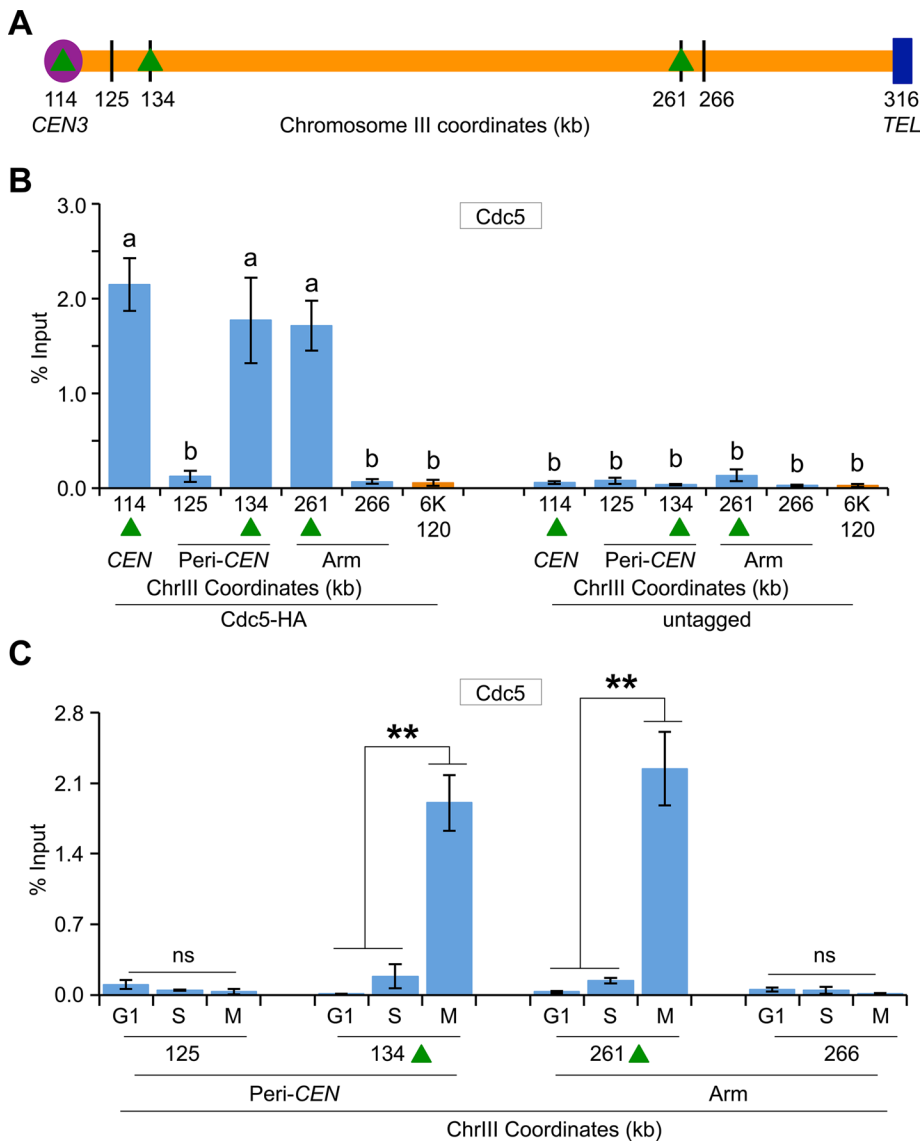 A
114 125 134 261 266 316
CEN3 Chromosome III coordinates (kb) TEL
B
Cdc5
% Input
3.0
2.0
1.0
0.0
a b a a b b b b b b b b
114 125 134 261 266 6K 114 125 134 261 266 6K
120 120
CEN Peri-CEN Arm CEN Peri-CEN Arm
ChrIII Coordinates (kb) ChrIII Coordinates (kb)
Cdc5-HA untagged
C
Cdc5
% Input
2.8
2.1
1.4
0.7
0.0
ns ** ** ns
G1 S M G1 S M G1 S M G1 S M
125 134 261 266
Peri-CEN Arm
ChrIII Coordinates (kb)